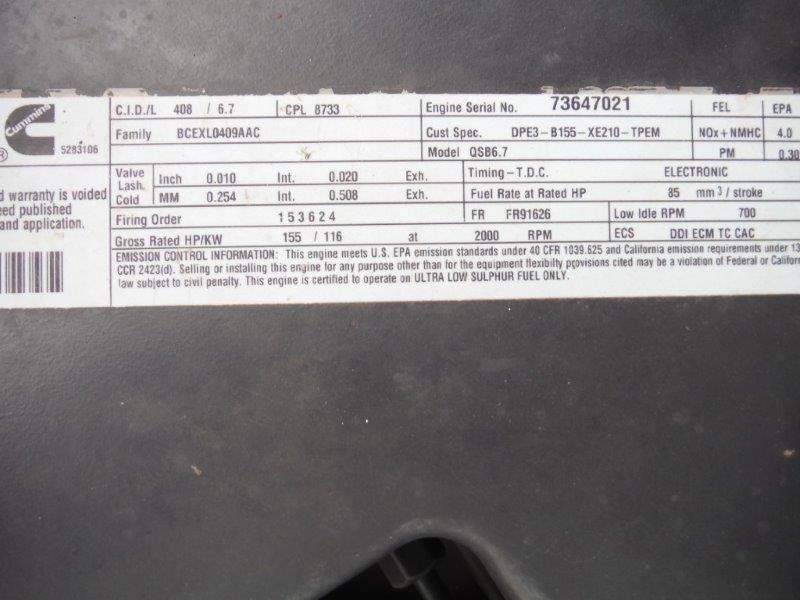 Cummins
®
5283106
d warranty is voided
eed published
and application.
C.I.D./L 408 / 6.7 CPL 8733 Engine Serial No. 73647021 FEL EPA
Family BCEXL0409AAC Cust Spec. DPE3-B155-XE210-TPEM NOx+NMHC 4.0
Model QSB6.7 PM 0.30
Valve Lash Cold Inch 0.010 Int. 0.020 Exh. Timing-T.D.C. ELECTRONIC
MM 0.254 Int. 0.508 Exh. Fuel Rate at Rated HP 85 mm³/stroke
Firing Order 153624 FR FR91626 Low Idle RPM 700
Gross Rated HP/KW 155 / 116 at 2000 RPM ECS DDI ECM TC CAC
EMISSION CONTROL INFORMATION: This engine meets U.S. EPA emission standards under 40 CFR 1039.625 and California emission requirements under 13
CCR 2423(d). Selling or installing this engine for any purpose other than for the equipment flexibilty provisions cited may be a violation of Federal or Californ
law subject to civil penalty. This engine is certified to operate on ULTRA LOW SULPHUR FUEL ONLY.